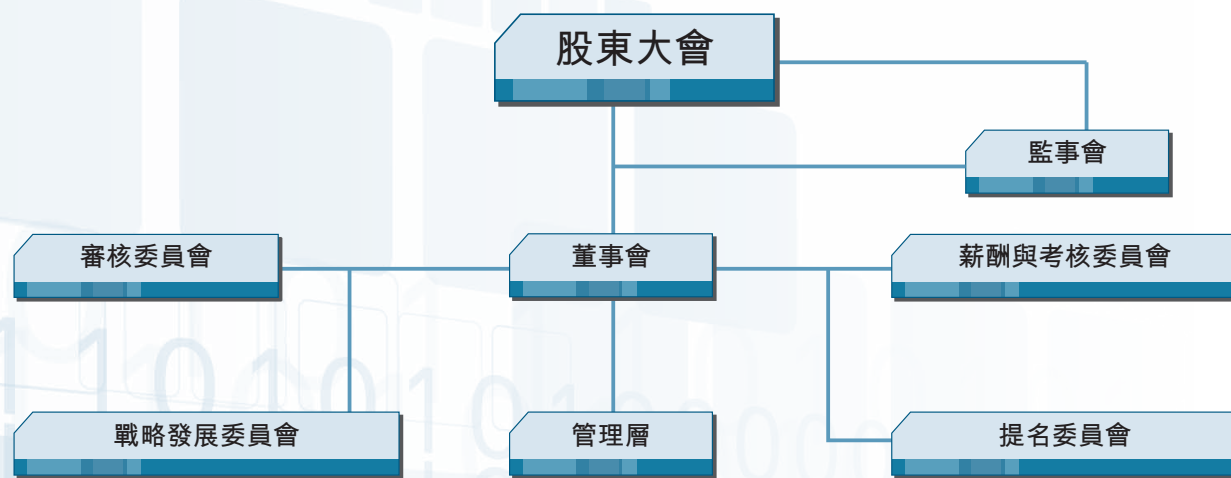 股東大會
監事會
審核委員會
董事會
薪酬與考核委員會
戰略發展委員會
管理層
提名委員會